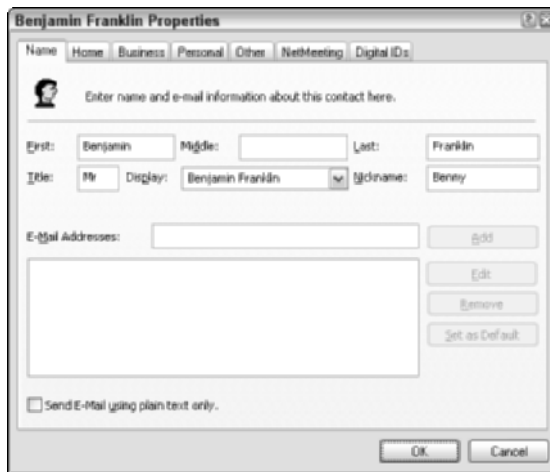 Benjamin Franklin Properties
Name Home Business Personal Other NetMeeting Digital IDs
Enter name and e-mail information about this contact here.
First: Benjamin Middle: Last: Franklin
Title: Mr Display: Benjamin Franklin Nickname: Benny
E-Mail Addresses: Add
Edit
Remove
Set as Default
Send E-Mail using plain text only.
OK Cancel